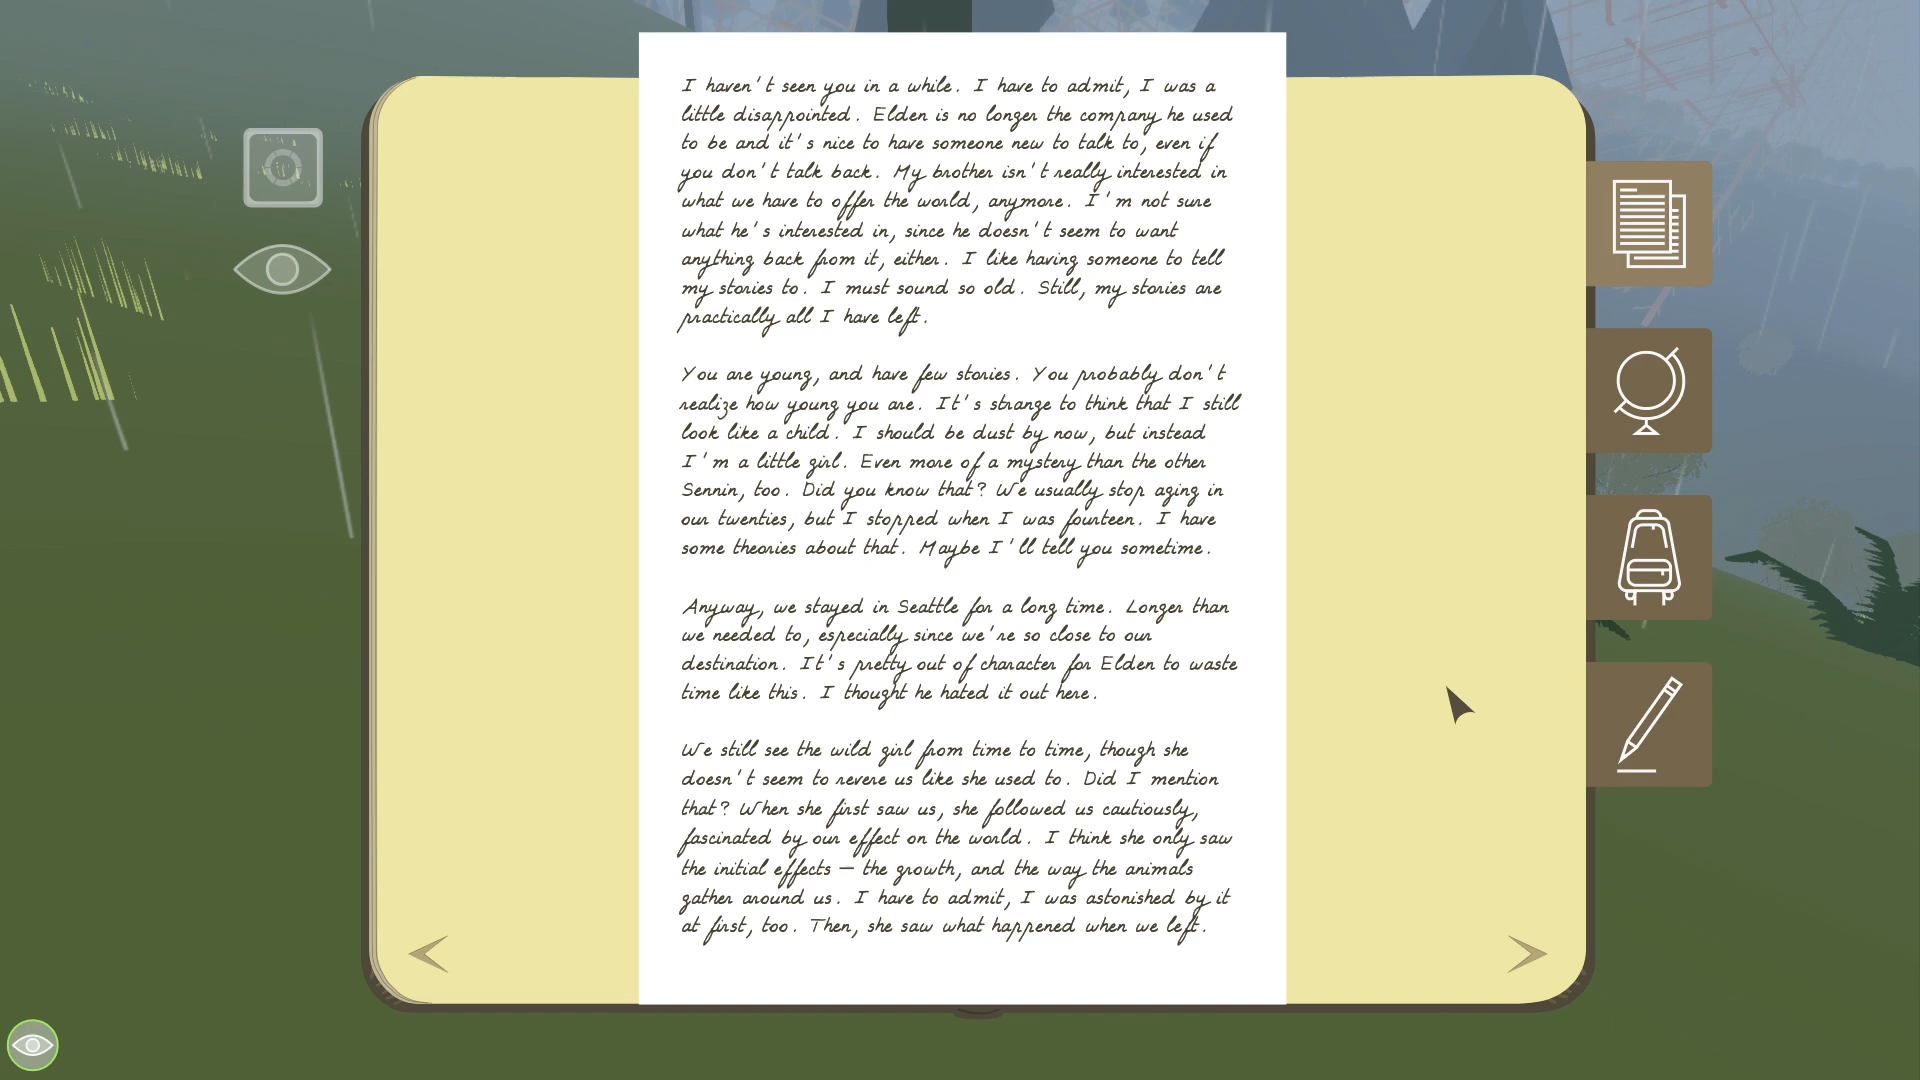 I haven't seen you in a while. I have to admit, I was a
little disappointed. Elden is no longer the company he used
to be and it's nice to have someone new to talk to, even if
you don't talk back. My brother isn't really interested in
what we have to offer the world, anymore. I'm not sure
what he's interested in, since he doesn't seem to want
anything back from it, either. I like having someone to tell
my stories to. I must sound so old. Still, my stories are
practically all I have left.
You are young, and have few stories. You probably don't
realize how young you are. It's strange to think that I still
look like a child. I should be dust by now, but instead
I'm a little girl. Even more of a mystery than the other
Sennin, too. Did you know that? We usually stop aging in
our twenties, but I stopped when I was fourteen. I have
some theories about that. Maybe I'll tell you sometime.
Anyway, we stayed in Seattle for a long time. Longer than
we needed to, especially since we're so close to our
destination. It's pretty out of character for Elden to waste
time like this. I thought he hated it out here.
We still see the wild girl from time to time, though she
doesn't seem to revere us like she used to. Did I mention
that? When she first saw us, she followed us cautiously,
fascinated by our effect on the world. I think she only saw
the initial effects — the growth, and the way the animals
gather around us. I have to admit, I was astonished by it
at first, too. Then, she saw what happened when we left.